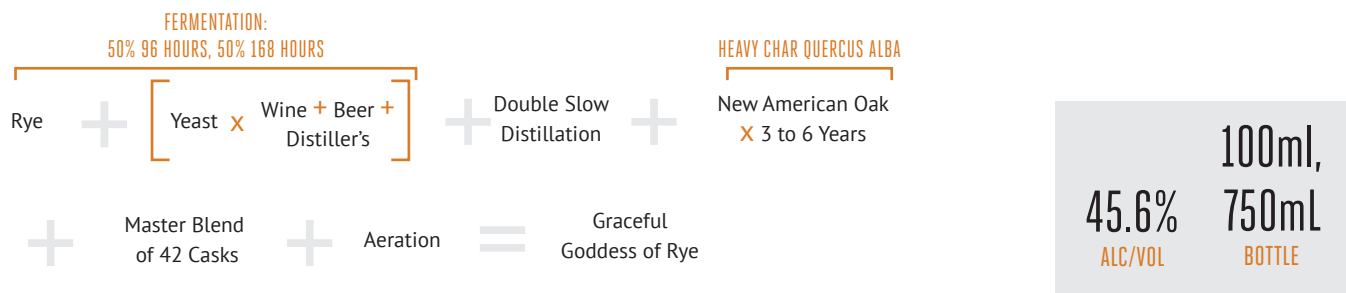 FERMENTATION:
50% 96 HOURS, 50% 168 HOURS
HEAVY CHAR QUERCUS ALBA
Rye + [ Yeast x Wine + Beer + Distiller's ] + Double Slow Distillation + New American Oak
x 3 to 6 Years
+ Master Blend of 42 Casks + Aeration = Graceful Goddess of Rye
45.6%
ALC/VOL
100ml,
750mL
BOTTLE